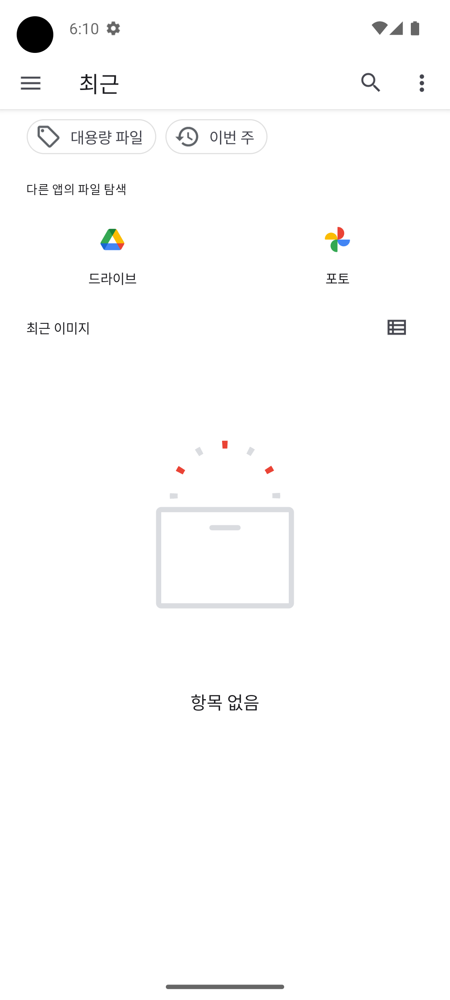 6:10
최근
대용량 파일
이번 주
다른 앱의 파일 탐색
드라이브
포토
최근 이미지
항목 없음